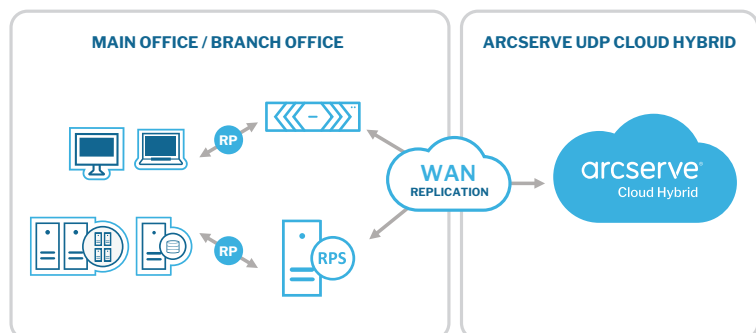 MAIN OFFICE / BRANCH OFFICE
ARCSERVE UDP CLOUD HYBRID
RP
WAN
REPLICATION
arcserve®
Cloud Hybrid
RP
RPS